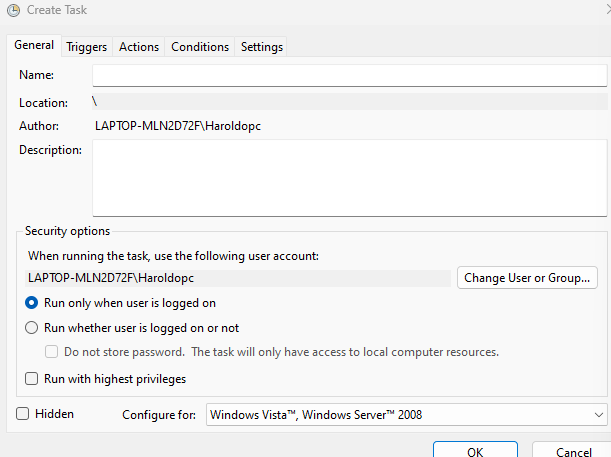 Create Task
General Triggers Actions Conditions Settings
Name:
Location: \
Author: LAPTOP-MLN2D72F\Haroldopc
Description:
Security options
When running the task, use the following user account:
LAPTOP-MLN2D72F\Haroldopc Change User or Group...
Run only when user is logged on
Run whether user is logged on or not
Do not store password. The task will only have access to local computer resources.
Run with highest privileges
Hidden Configure for: Windows Vista™, Windows Server™ 2008
OK Cancel